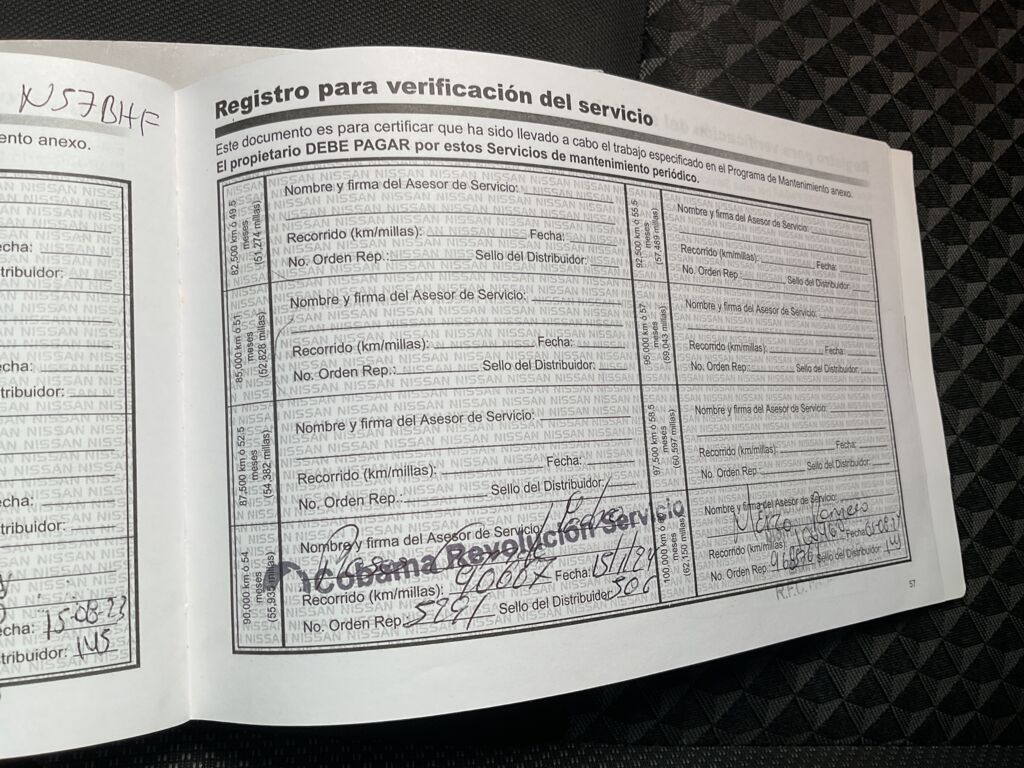 N57BHF
ento anexo.
echa:
tribuidor:
echa:
tribuidor:
echa:
tribuidor:
echa: 15-08-23
tribuidor: 145
Registro para verificación del servicio
Este documento es para certificar que ha sido llevado a cabo el trabajo especificado en el Programa de Mantenimiento anexo.
El propietario DEBE PAGAR por estos Servicios de mantenimiento periódico.
82,500 km ó 49.5
meses
(51,274 millas)
Nombre y firma del Asesor de Servicio:
Recorrido (km/millas): Fecha:
No. Orden Rep.: Sello del Distribuidor:
85,000 km ó 51
meses
(52,828 millas)
Nombre y firma del Asesor de Servicio:
Recorrido (km/millas): Fecha:
No. Orden Rep.: Sello del Distribuidor:
87,500 km ó 52.5
meses
(54,382 millas)
Nombre y firma del Asesor de Servicio:
Recorrido (km/millas): Fecha:
No. Orden Rep.: Sello del Distribuidor:
90,000 km ó 54
meses
(55,935 millas)
Nombre y firma del Asesor de Servicio:
Cobama Revolución Servicio
Recorrido (km/millas): 90667 Fecha: 15/1/24
No. Orden Rep.: 5891 Sello del Distribuidor: 506
92,500 km ó 55.5
meses
(57,489 millas)
Nombre y firma del Asesor de Servicio:
Recorrido (km/millas): Fecha:
No. Orden Rep.: Sello del Distribuidor:
95,000 km ó 57
meses
(59,043 millas)
Nombre y firma del Asesor de Servicio:
Recorrido (km/millas): Fecha:
No. Orden Rep.: Sello del Distribuidor:
97,500 km ó 58.5
meses
(60,597 millas)
Nombre y firma del Asesor de Servicio:
Recorrido (km/millas): Fecha:
No. Orden Rep.: Sello del Distribuidor:
100,000 km ó
meses
(62,150 millas)
Nombre y firma del Asesor de Servicio:
Recorrido (km/millas): Fecha:
No. Orden Rep.: Sello del Distribuidor: 145
R.F.C.
57